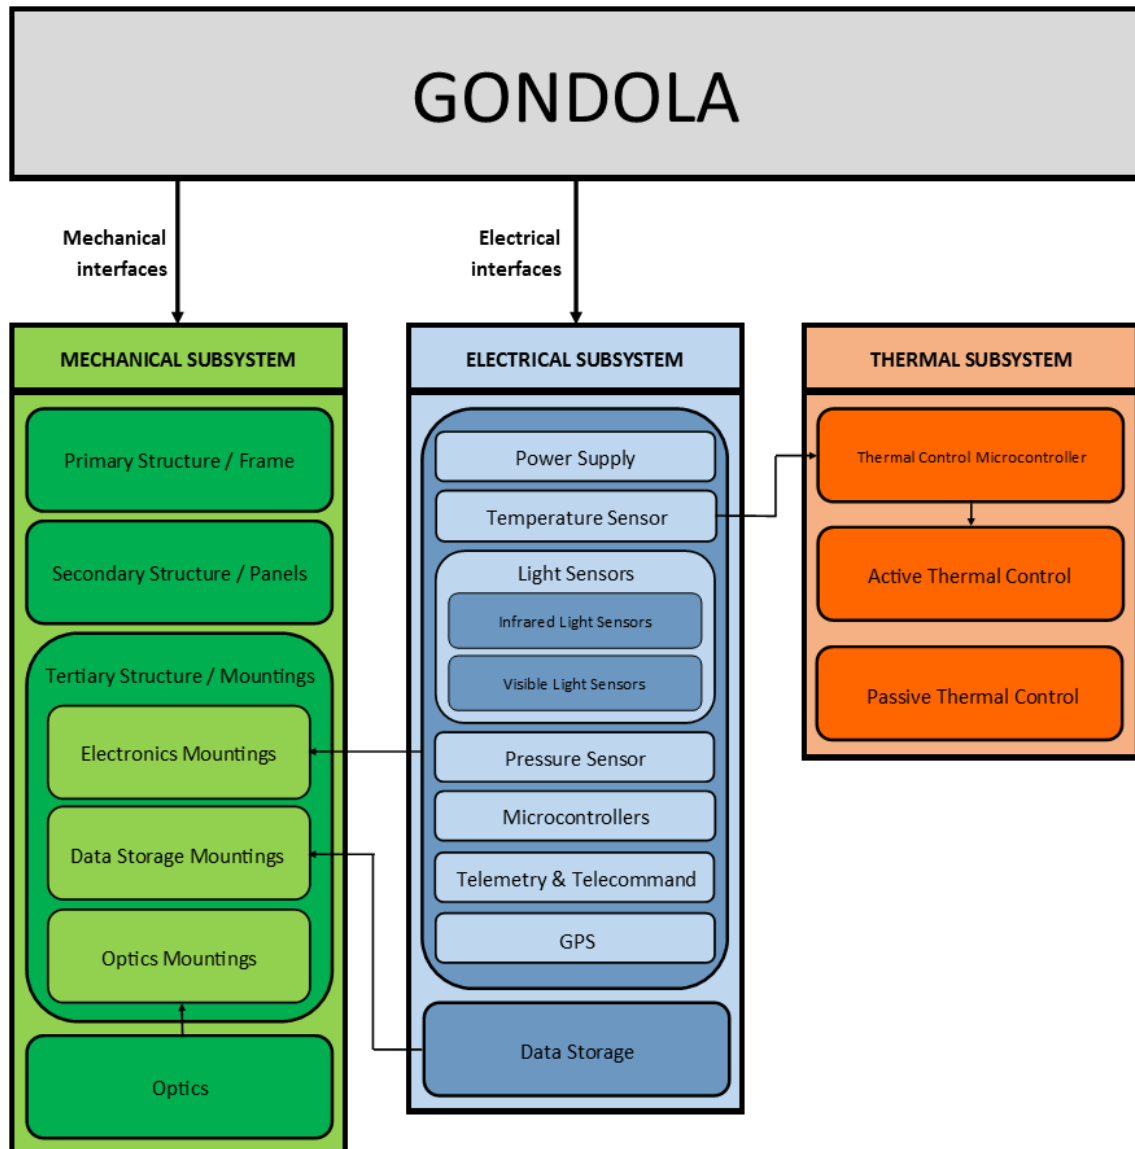 GONDOLA
Mechanical
interfaces
Electrical
interfaces
MECHANICAL SUBSYSTEM
Primary Structure / Frame
Secondary Structure / Panels
Tertiary Structure / Mountings
Electronics Mountings
Data Storage Mountings
Optics Mountings
Optics
ELECTRICAL SUBSYSTEM
Power Supply
Temperature Sensor
Light Sensors
Infrared Light Sensors
Visible Light Sensors
Pressure Sensor
Microcontrollers
Telemetry & Telecommand
GPS
Data Storage
THERMAL SUBSYSTEM
Thermal Control Microcontroller
Active Thermal Control
Passive Thermal Control